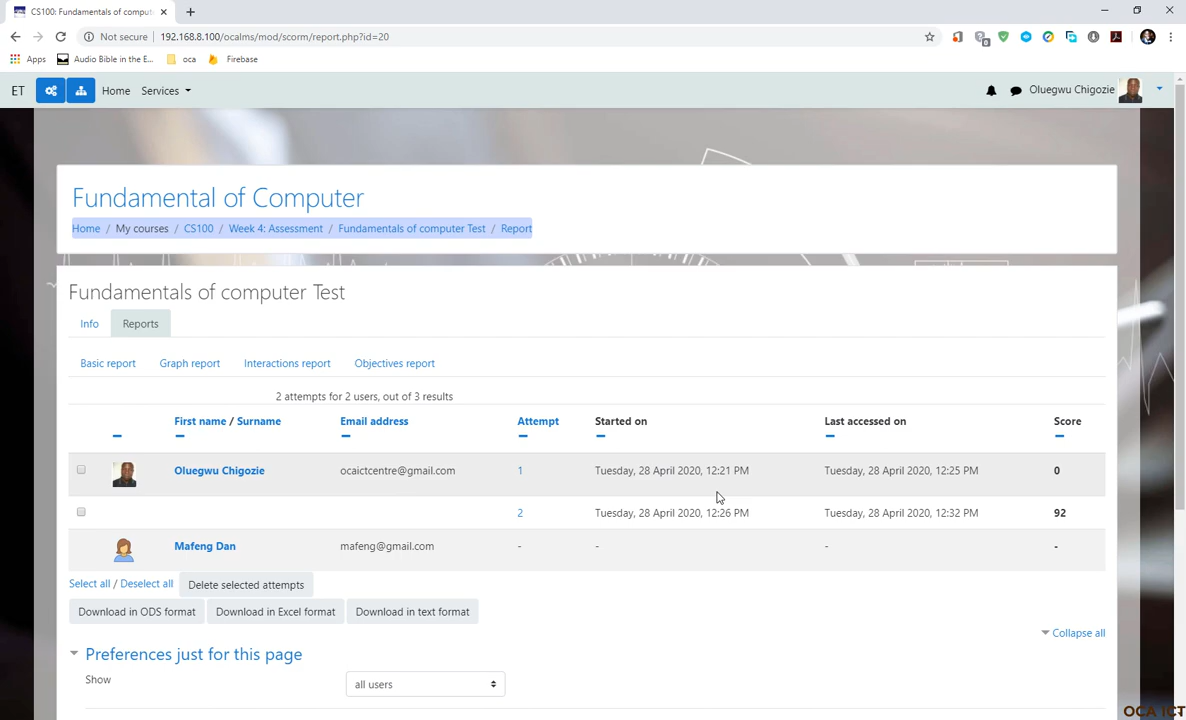 CS100: Fundamentals of comput
Not secure 192.168.8.100/ocalms/mod/scorm/report.php?id=20
Apps Audio Bible in the E... oca Firebase
ET Home Services Oluegwu Chigozie
Fundamental of Computer
Home / My courses / CS100 / Week 4: Assessment / Fundamentals of computer Test / Report
Fundamentals of computer Test
Info Reports
Basic report Graph report Interactions report Objectives report
2 attempts for 2 users, out of 3 results
First name / Surname Email address Attempt Started on Last accessed on Score
Oluegwu Chigozie ocaictcentre@gmail.com 1 Tuesday, 28 April 2020, 12:21 PM Tuesday, 28 April 2020, 12:25 PM 0
2 Tuesday, 28 April 2020, 12:26 PM Tuesday, 28 April 2020, 12:32 PM 92
Mafeng Dan mafeng@gmail.com - - - -
Select all / Deselect all Delete selected attempts
Download in ODS format Download in Excel format Download in text format
Collapse all
Preferences just for this page
Show all users
OCA ICT